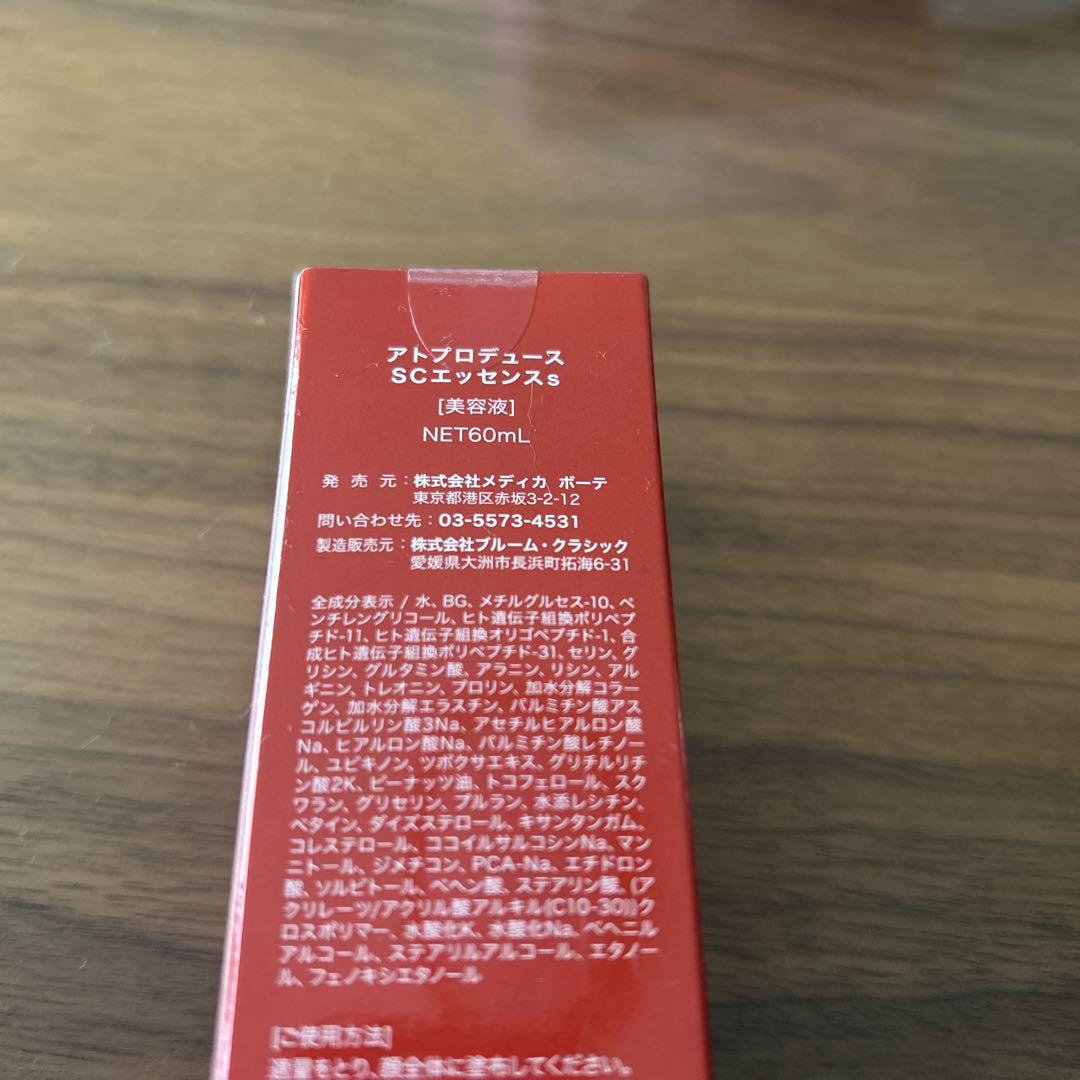 アトプロデュース
SCエッセンスs
[美容液]
NET60mL
発売元:株式会社メディカ ボーテ
東京都港区赤坂3-2-12
問い合わせ先:03-5573-4531
製造販売元:株式会社ブルーム・クラシック
愛媛県大洲市長浜町拓海6-31
全成分表示 / 水、BG、メチルグルセス-10、ペ
ンチレングリコール、ヒト遺伝子組換ポリペプ
チド-11、ヒト遺伝子組換オリゴペプチド-1、合
成ヒト遺伝子組換ポリペプチド-31、セリン、グ
リシン、グルタミン酸、アラニン、リシン、アル
ギニン、トレオニン、プロリン、加水分解コラー
ゲン、加水分解エラスチン、パルミチン酸アス
コルビルリン酸3Na、アセチルヒアルロン酸
Na、ヒアルロン酸Na、パルミチン酸レチノー
ル、ユビキノン、ツボクサエキス、グリチルリチ
ン酸2K、ピーナッツ油、トコフェロール、スク
ワラン、グリセリン、プルラン、水添レシチン、
ベタイン、ダイズステロール、キサンタンガム、
コレステロール、ココイルサルコシンNa、マン
ニトール、ジメチコン、PCA-Na、エチドロン
酸、ソルビトール、ベヘン酸、ステアリン酸、(ア
クリレーツ/アクリル酸アルキル(C10-30))ク
ロスポリマー、水酸化K、水酸化Na、ベヘニル
アルコール、ステアリルアルコール、エタノー
ル、フェノキシエタノール
[ご使用方法]
適量をとり、顔全体に塗布してください。